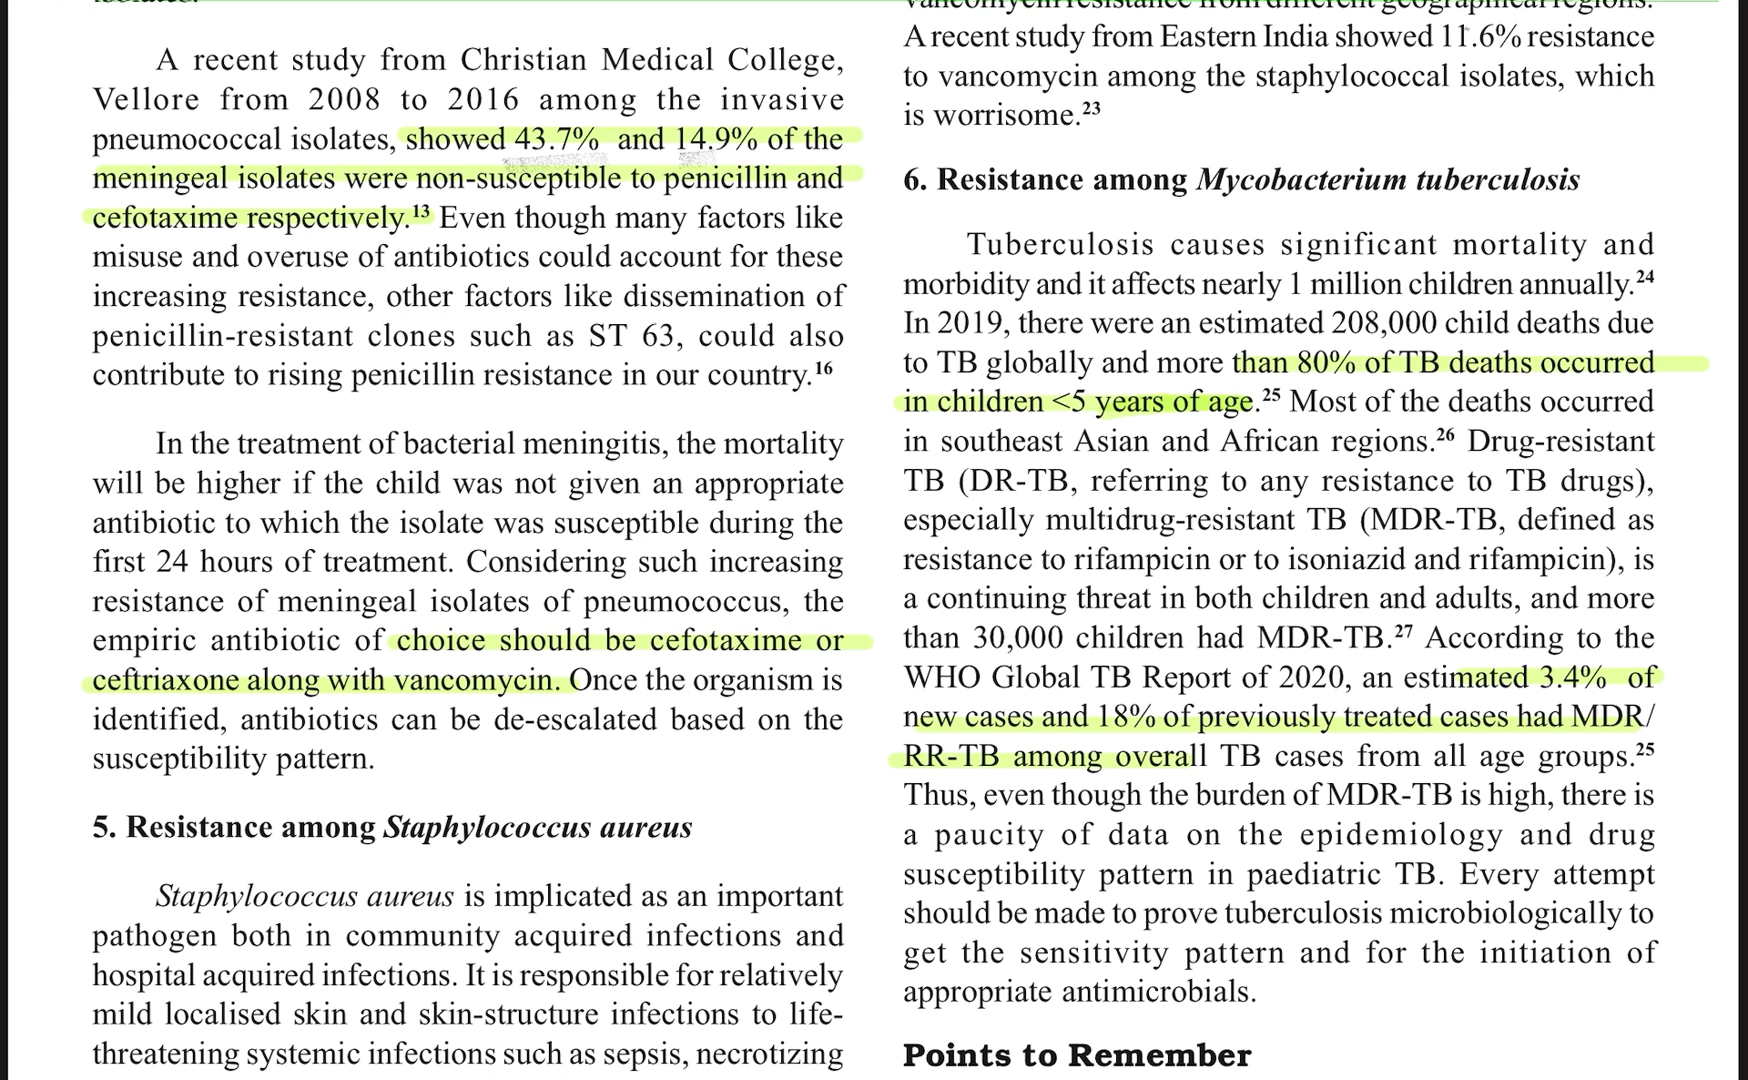 A recent study from Christian Medical College,
Vellore from 2008 to 2016 among the invasive
pneumococcal isolates, showed 43.7% and 14.9% of the
meningeal isolates were non-susceptible to penicillin and
cefotaxime respectively.¹³ Even though many factors like
misuse and overuse of antibiotics could account for these
increasing resistance, other factors like dissemination of
penicillin-resistant clones such as ST 63, could also
contribute to rising penicillin resistance in our country.¹⁶
In the treatment of bacterial meningitis, the mortality
will be higher if the child was not given an appropriate
antibiotic to which the isolate was susceptible during the
first 24 hours of treatment. Considering such increasing
resistance of meningeal isolates of pneumococcus, the
empiric antibiotic of choice should be cefotaxime or
ceftriaxone along with vancomycin. Once the organism is
identified, antibiotics can be de-escalated based on the
susceptibility pattern.
5. Resistance among Staphylococcus aureus
Staphylococcus aureus is implicated as an important
pathogen both in community acquired infections and
hospital acquired infections. It is responsible for relatively
mild localised skin and skin-structure infections to life-
threatening systemic infections such as sepsis, necrotizing
vancomycin resistance from different geographical regions.
A recent study from Eastern India showed 11.6% resistance
to vancomycin among the staphylococcal isolates, which
is worrisome.²³
6. Resistance among Mycobacterium tuberculosis
Tuberculosis causes significant mortality and
morbidity and it affects nearly 1 million children annually.²⁴
In 2019, there were an estimated 208,000 child deaths due
to TB globally and more than 80% of TB deaths occurred
in children <5 years of age.²⁵ Most of the deaths occurred
in southeast Asian and African regions.²⁶ Drug-resistant
TB (DR-TB, referring to any resistance to TB drugs),
especially multidrug-resistant TB (MDR-TB, defined as
resistance to rifampicin or to isoniazid and rifampicin), is
a continuing threat in both children and adults, and more
than 30,000 children had MDR-TB.²⁷ According to the
WHO Global TB Report of 2020, an estimated 3.4% of
new cases and 18% of previously treated cases had MDR/
RR-TB among overall TB cases from all age groups.²⁵
Thus, even though the burden of MDR-TB is high, there is
a paucity of data on the epidemiology and drug
susceptibility pattern in paediatric TB. Every attempt
should be made to prove tuberculosis microbiologically to
get the sensitivity pattern and for the initiation of
appropriate antimicrobials.
Points to Remember